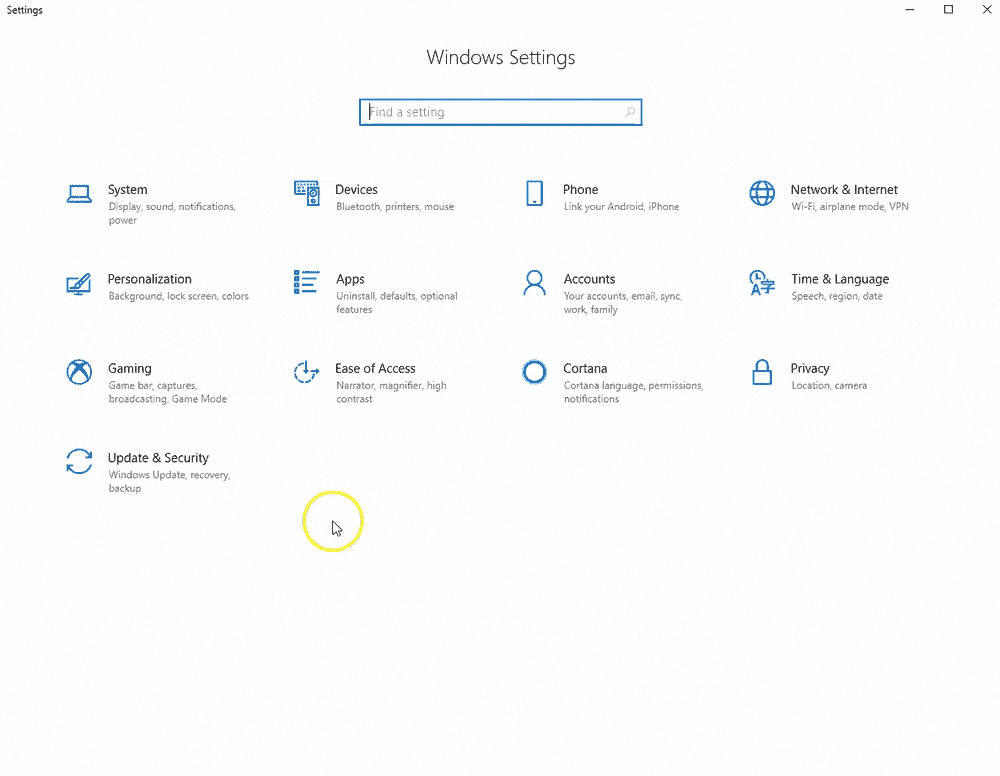 Settings
Windows Settings
Find a setting
System
Display, sound, notifications,
power
Devices
Bluetooth, printers, mouse
Phone
Link your Android, iPhone
Network & Internet
Wi-Fi, airplane mode, VPN
Personalization
Background, lock screen, colors
Apps
Uninstall, defaults, optional
features
Accounts
Your accounts, email, sync,
work, family
Time & Language
Speech, region, date
Gaming
Game bar, captures,
broadcasting, Game Mode
Ease of Access
Narrator, magnifier, high
contrast
Cortana
Cortana language, permissions,
notifications
Privacy
Location, camera
Update & Security
Windows Update, recovery,
backup